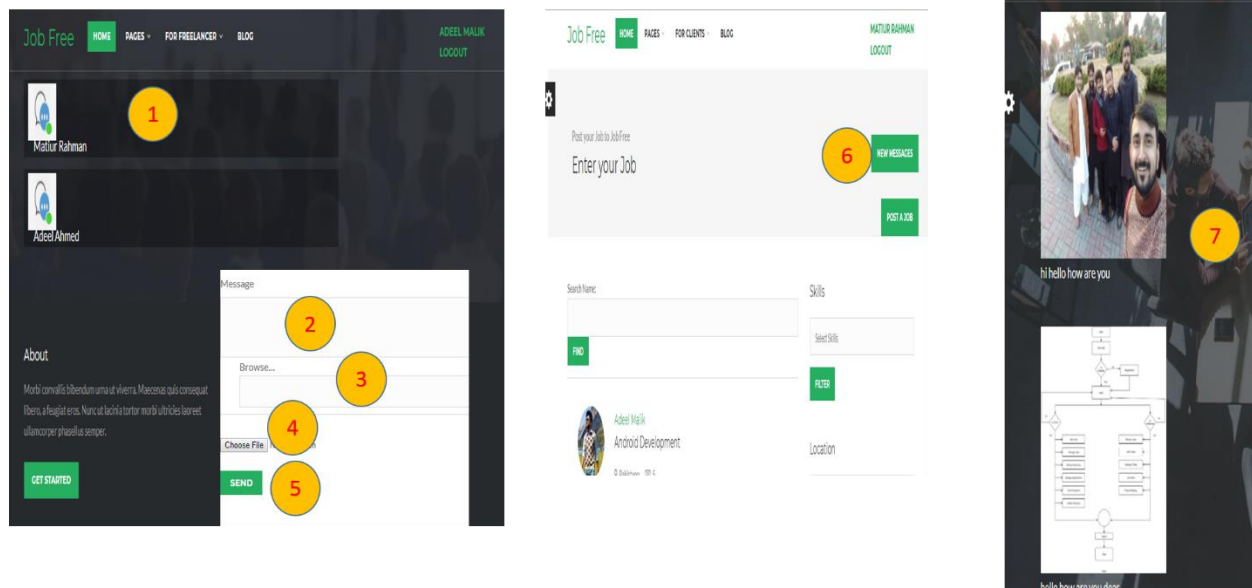 Job Free HOME PAGES FOR FREELANCER BLOG ADEEL MALIK
LOGOUT
1
Matiur Rahman
Adeel Ahmed
Message
2
Browse...
3
4
Choose File
SEND 5
About
Morbi convallis bibendum urna ut viverra. Maecenas quis consequat
libero, a feugiat eros. Nunc ut lacinia tortor morbi ultricies laoreet
ullamcorper phasellus semper.
GET STARTED
Job Free HOME PAGES FOR CLIENTS BLOG MATIUR RAHMAN
LOGOUT
Post your Job to JobFree
Enter your Job
6 NEW MESSAGES
POST A JOB
Search Name:
FIND
Skills
Select Skills
FILTER
Adeel Malik
Android Development
Location
7
hi hello how are you
hello how are you dear